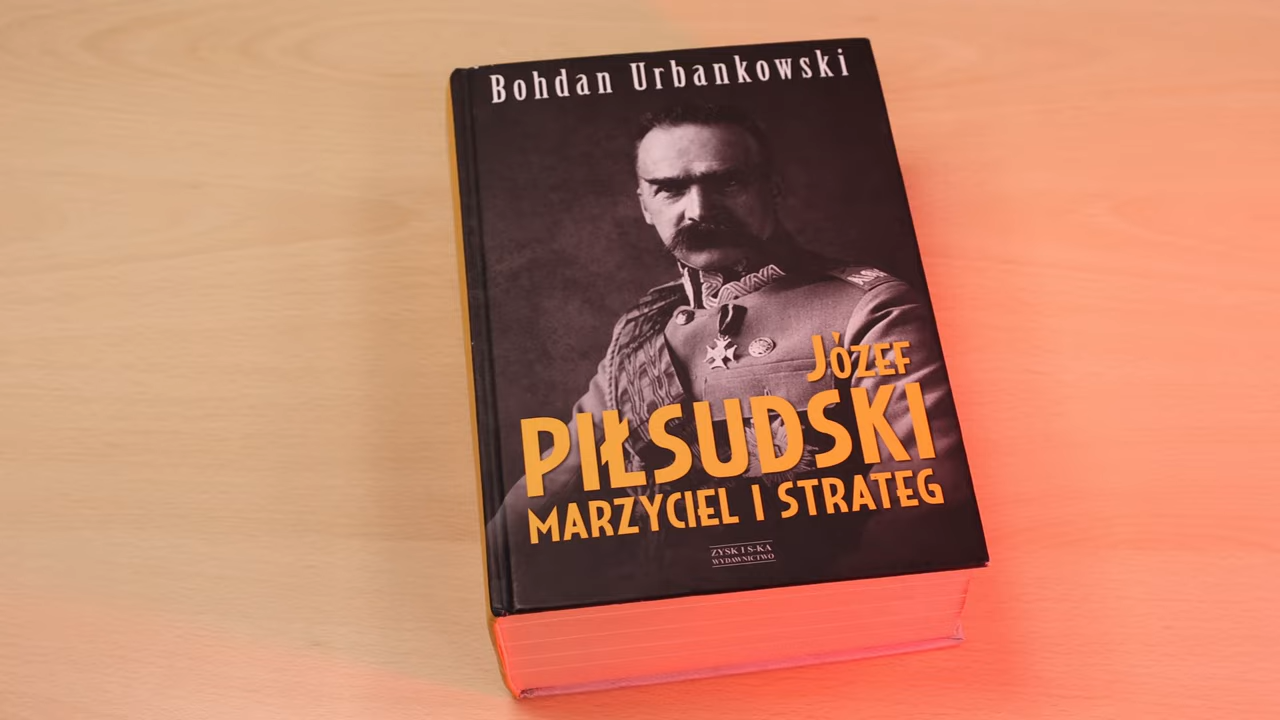 Bohdan Urbankowski
JÓZEF
PIŁSUDSKI
MARZYCIEL I STRATEG
ZYSK I S-KA
WYDAWNICTWO